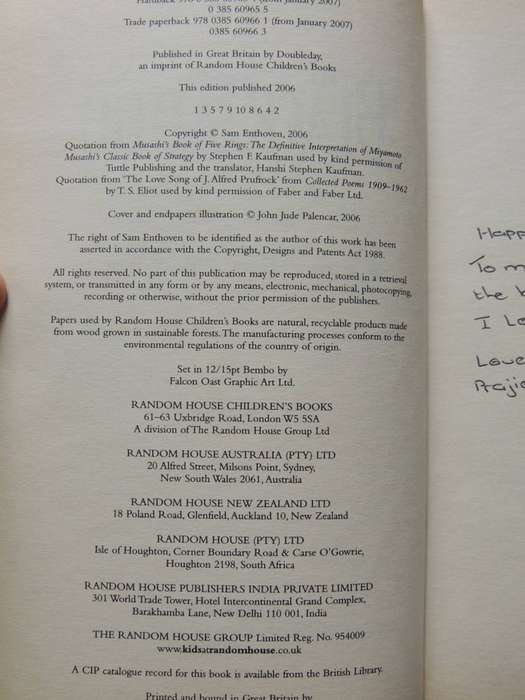 0 385 60965 5
Trade paperback 978 0385 60966 1 (from January 2007)
0385 60966 3
Published in Great Britain by Doubleday,
an imprint of Random House Children's Books
This edition published 2006
1 3 5 7 9 10 8 6 4 2
Copyright © Sam Enthoven, 2006
Quotation from Musashi's Book of Five Rings: The Definitive Interpretation of Miyamoto
Musashi's Classic Book of Strategy by Stephen F. Kaufman used by kind permission of
Tuttle Publishing and the translator, Hanshi Stephen Kaufman.
Quotation from 'The Love Song of J. Alfred Prufrock' from Collected Poems 1909–1962
by T. S. Eliot used by kind permission of Faber and Faber Ltd.
Cover and endpapers illustration © John Jude Palencar, 2006
The right of Sam Enthoven to be identified as the author of this work has been
asserted in accordance with the Copyright, Designs and Patents Act 1988.
All rights reserved. No part of this publication may be reproduced, stored in a retrieval
system, or transmitted in any form or by any means, electronic, mechanical, photocopying,
recording or otherwise, without the prior permission of the publishers.
Papers used by Random House Children's Books are natural, recyclable products made
from wood grown in sustainable forests. The manufacturing processes conform to the
environmental regulations of the country of origin.
Set in 12/15pt Bembo by
Falcon Oast Graphic Art Ltd.
RANDOM HOUSE CHILDREN'S BOOKS
61–63 Uxbridge Road, London W5 5SA
A division of The Random House Group Ltd
RANDOM HOUSE AUSTRALIA (PTY) LTD
20 Alfred Street, Milsons Point, Sydney,
New South Wales 2061, Australia
RANDOM HOUSE NEW ZEALAND LTD
18 Poland Road, Glenfield, Auckland 10, New Zealand
RANDOM HOUSE (PTY) LTD
Isle of Houghton, Corner Boundary Road & Carse O'Gowrie,
Houghton 2198, South Africa
RANDOM HOUSE PUBLISHERS INDIA PRIVATE LIMITED
301 World Trade Tower, Hotel Intercontinental Grand Complex,
Barakhamba Lane, New Delhi 110 001, India
THE RANDOM HOUSE GROUP Limited Reg. No. 954009
www.kidsatrandomhouse.co.uk
A CIP catalogue record for this book is available from the British Library.
Printed and bound in Great Britain by
Happ
To m
the b
I Lo
Love